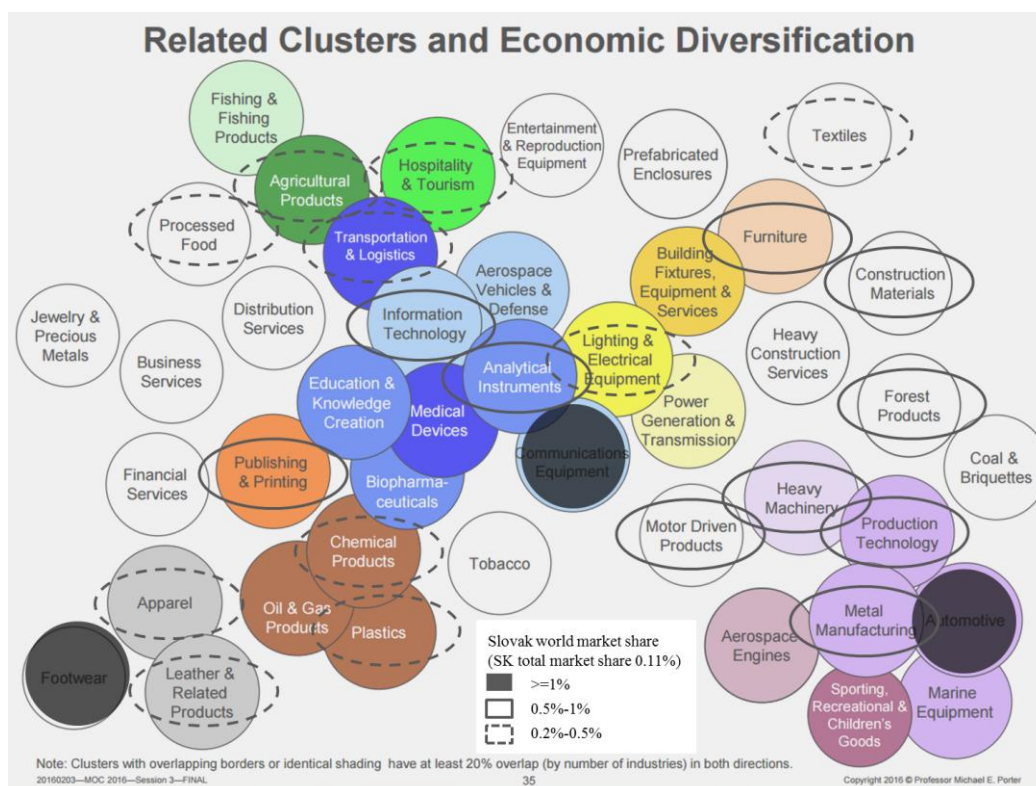 Related Clusters and Economic Diversification
Fishing &
Fishing
Products
Agricultural
Products
Hospitality
& Tourism
Entertainment
& Reproduction
Equipment
Prefabricated
Enclosures
Textiles
Processed
Food
Transportation
& Logistics
Aerospace
Vehicles &
Defense
Building
Fixtures,
Equipment &
Services
Furniture
Construction
Materials
Jewelry &
Precious
Metals
Distribution
Services
Business
Services
Information
Technology
Analytical
Instruments
Lighting &
Electrical
Equipment
Heavy
Construction
Services
Education &
Knowledge
Creation
Medical
Devices
Power
Generation &
Transmission
Forest
Products
Communications
Equipment
Coal &
Briquettes
Financial
Services
Publishing
& Printing
Biopharma-
ceuticals
Heavy
Machinery
Motor Driven
Products
Production
Technology
Chemical
Products
Tobacco
Apparel
Oil & Gas
Products
Plastics
Aerospace
Engines
Metal
Manufacturing
Automotive
Footwear
Leather &
Related
Products
Sporting,
Recreational &
Children's
Goods
Marine
Equipment
Slovak world market share
(SK total market share 0.11%)
>=1%
0.5%-1%
0.2%-0.5%
Note: Clusters with overlapping borders or identical shading have at least 20% overlap (by number of industries) in both directions.
20160203—MOC 2016—Session 3—FINAL
35
Copyright 2016 © Professor Michael E. Porter